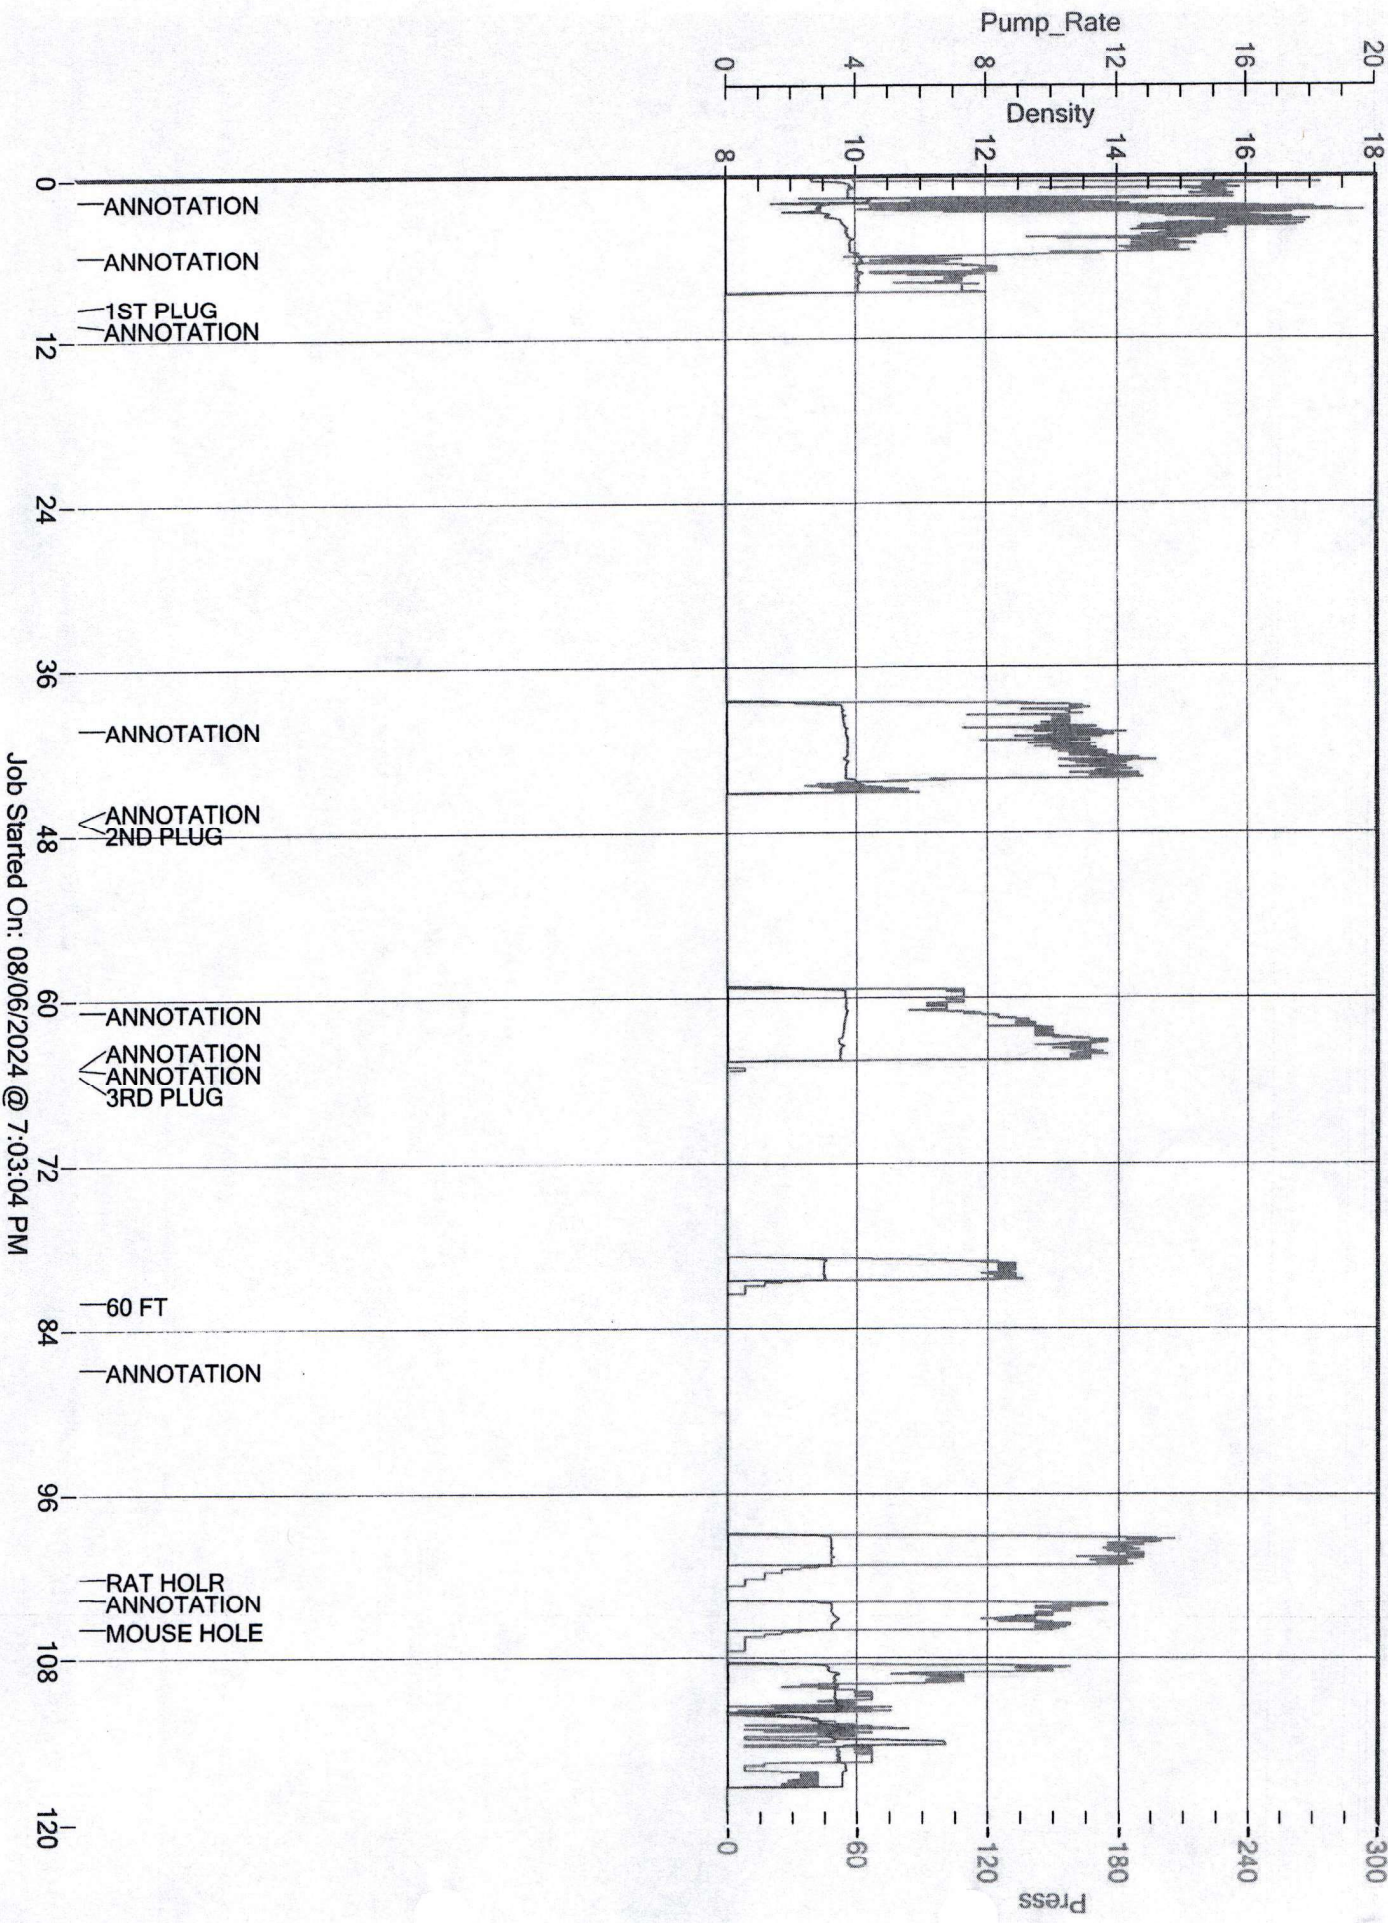 Pump_Rate
0 4 8 12 16 20
Density
8 10 12 14 16 18
0
ANNOTATION
ANNOTATION
1ST PLUG
ANNOTATION
12
24
36
ANNOTATION
ANNOTATION
2ND PLUG
48
60
ANNOTATION
ANNOTATION
ANNOTATION
3RD PLUG
72
60 FT
84
ANNOTATION
96
RAT HOLR
ANNOTATION
MOUSE HOLE
108
120
0 60 120 180 240 300
Press
Job Started On: 08/06/2024 @ 7:03:04 PM